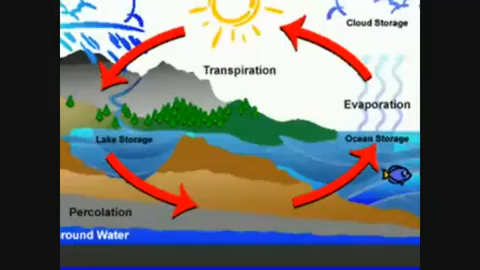 Cloud Storage
Transpiration
Evaporation
Lake Storage
Ocean Storage
Percolation
round Water